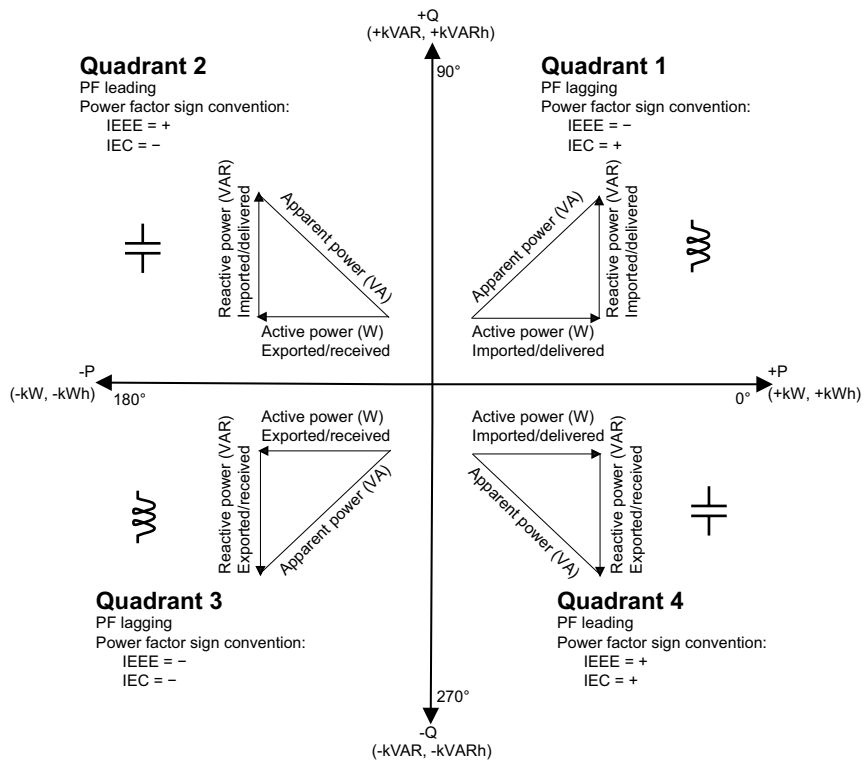 +Q
(+kVAR, +kVARh)
90°
Quadrant 2
PF leading
Power factor sign convention:
IEEE = +
IEC = −
Reactive power (VAR)
Imported/delivered
Apparent power (VA)
Active power (W)
Exported/received
Quadrant 1
PF lagging
Power factor sign convention:
IEEE = −
IEC = +
Apparent power (VA)
Reactive power (VAR)
Imported/delivered
Active power (W)
Imported/delivered
-P
(-kW, -kWh)
180°
0°
+P
(+kW, +kWh)
Active power (W)
Exported/received
Reactive power (VAR)
Exported/received
Apparent power (VA)
Quadrant 3
PF lagging
Power factor sign convention:
IEEE = −
IEC = −
Active power (W)
Imported/delivered
Apparent power (VA)
Reactive power (VAR)
Exported/received
Quadrant 4
PF leading
Power factor sign convention:
IEEE = +
IEC = +
270°
-Q
(-kVAR, -kVARh)